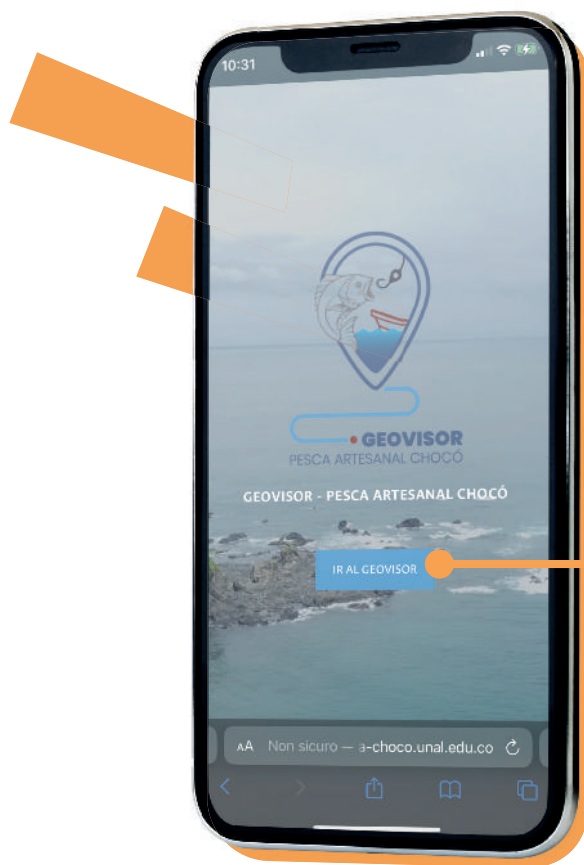 10:31
GEOVISOR
PESCA ARTESANAL CHOCÓ
GEOVISOR - PESCA ARTESANAL CHOCÓ
IR AL GEOVISOR
AA Non sicuro — a-choco.unal.edu.co